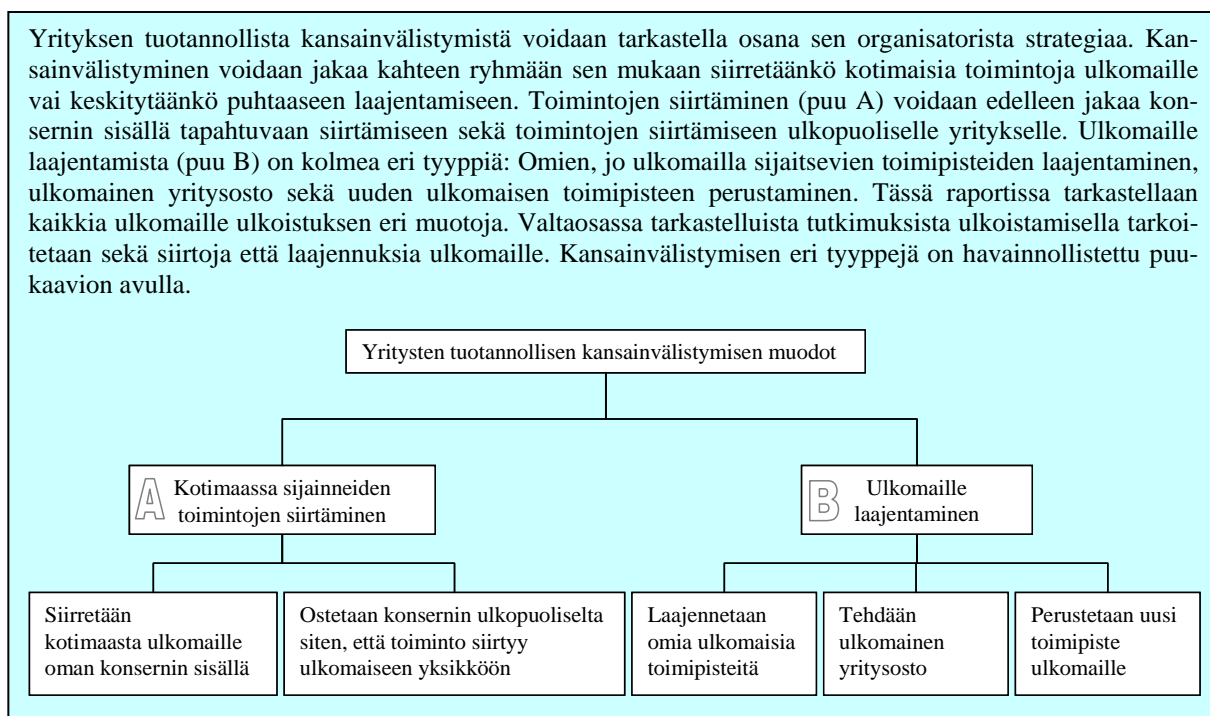 Yrityksen tuotannollista kansainvälistymistä voidaan tarkastella osana sen organisatorista strategiaa. Kan-
sainvälistyminen voidaan jakaa kahteen ryhmään sen mukaan siirretäänkö kotimaisia toimintoja ulkomaille
vai keskitytäänkö puhtaaseen laajentamiseen. Toimintojen siirtäminen (puu A) voidaan edelleen jakaa kon-
sernin sisällä tapahtuvaan siirtämiseen sekä toimintojen siirtämiseen ulkopuoliselle yritykselle. Ulkomaille
laajentamista (puu B) on kolmea eri tyyppiä: Omien, jo ulkomailla sijaitsevien toimipisteiden laajentaminen,
ulkomainen yritysosto sekä uuden ulkomaisen toimipisteen perustaminen. Tässä raportissa tarkastellaan
kaikkia ulkomaille ulkoistuksen eri muotoja. Valtaosassa tarkastelluista tutkimuksista ulkoistamisella tarkoi-
tetaan sekä siirtoja että laajennuksia ulkomaille. Kansainvälistymisen eri tyyppejä on havainnollistettu puu-
kaavion avulla.
Yritysten tuotannollisen kansainvälistymisen muodot
A
Kotimaassa sijainneiden
toimintojen siirtäminen
B
Ulkomaille
laajentaminen
Siirretään
kotimaasta ulkomaille
oman konsernin sisällä
Ostetaan konsernin ulkopuoliselta
siten, että toiminto siirtyy
ulkomaiseen yksikköön
Laajennetaan
omia ulkomaisia
toimipisteitä
Tehdään
ulkomainen
yritysosto
Perustetaan uusi
toimipiste
ulkomaille